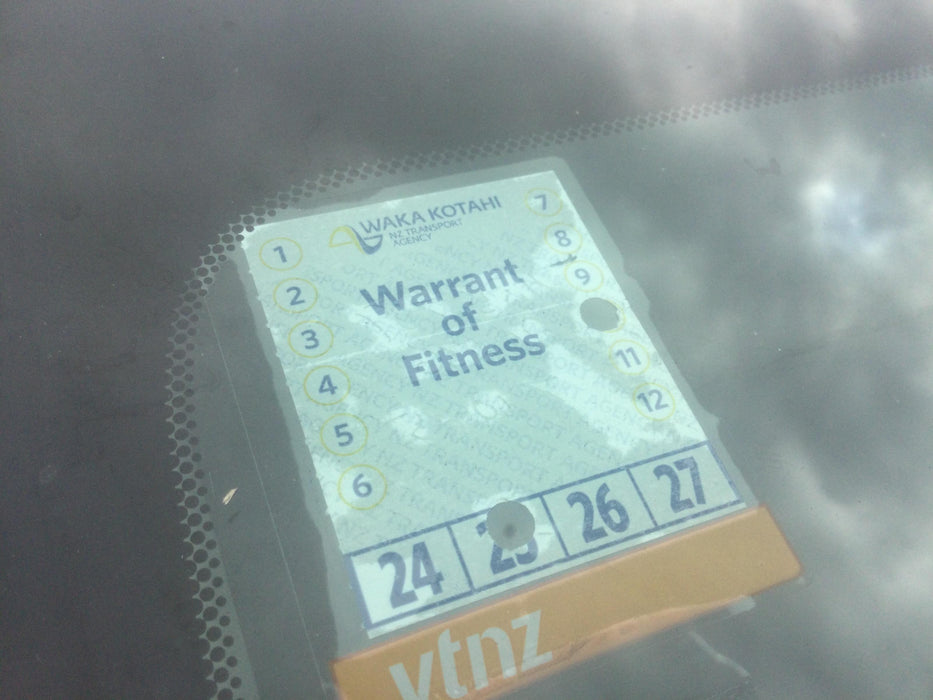 WAKA KOTAHI
NZ TRANSPORT
AGENCY
Warrant
of
Fitness
1
2
3
4
5
6
7
8
9
11
12
24 25 26 27
vtnz